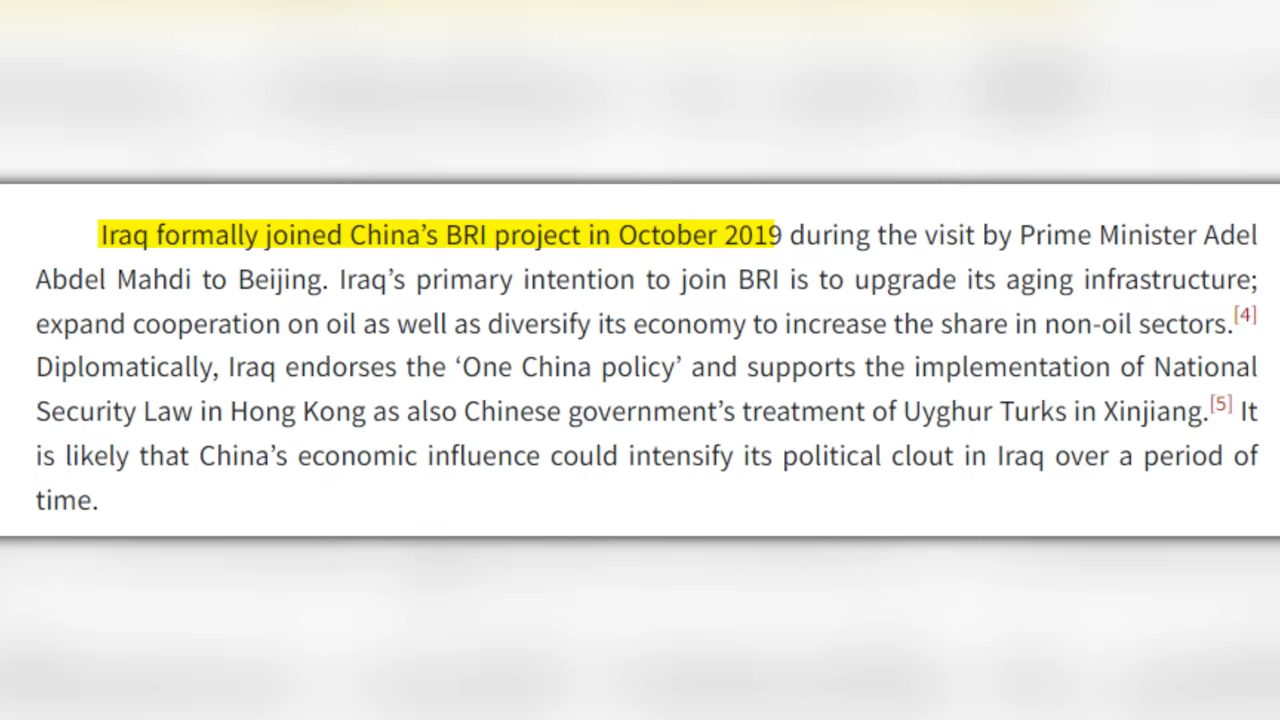 Iraq formally joined China’s BRI project in October 2019 during the visit by Prime Minister Adel
Abdel Mahdi to Beijing. Iraq’s primary intention to join BRI is to upgrade its aging infrastructure;
expand cooperation on oil as well as diversify its economy to increase the share in non-oil sectors.[4]
Diplomatically, Iraq endorses the ‘One China policy’ and supports the implementation of National
Security Law in Hong Kong as also Chinese government’s treatment of Uyghur Turks in Xinjiang.[5] It
is likely that China’s economic influence could intensify its political clout in Iraq over a period of
time.